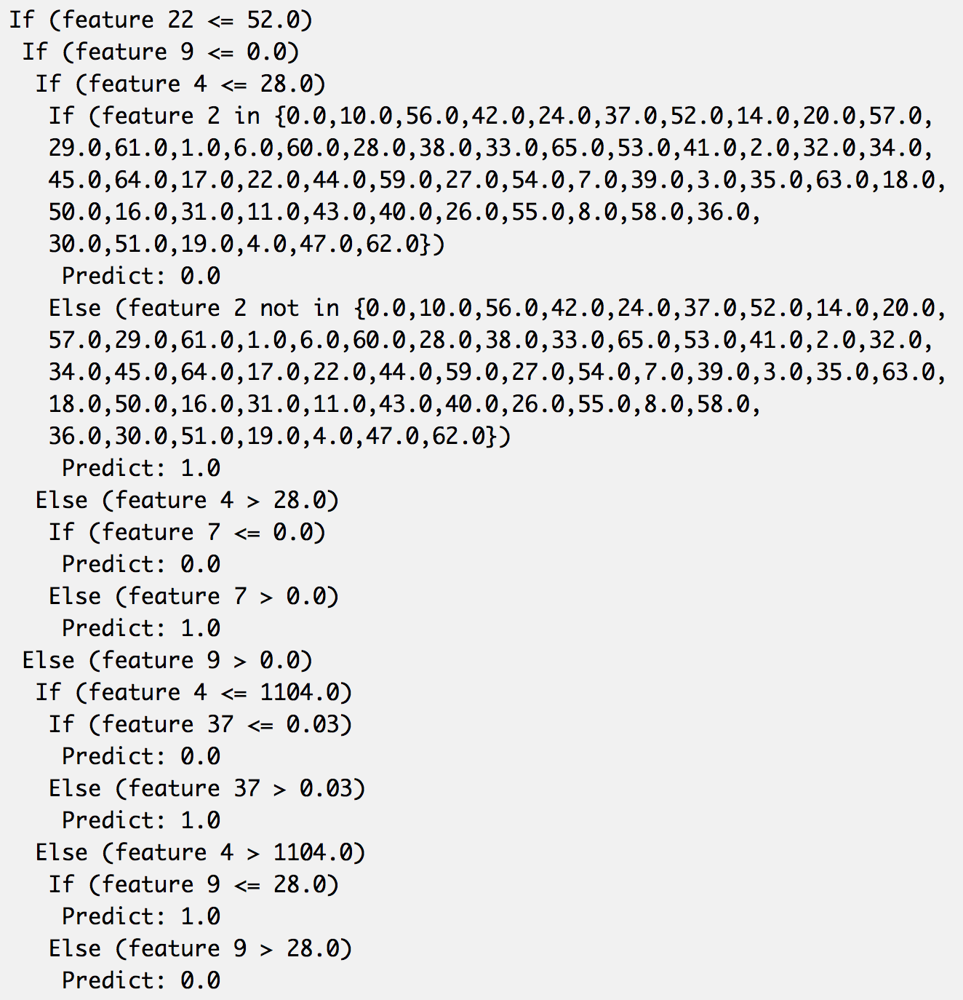 If (feature 22 <= 52.0)
If (feature 9 <= 0.0)
If (feature 4 <= 28.0)
If (feature 2 in {0.0,10.0,56.0,42.0,24.0,37.0,52.0,14.0,20.0,57.0,
29.0,61.0,1.0,6.0,60.0,28.0,38.0,33.0,65.0,53.0,41.0,2.0,32.0,34.0,
45.0,64.0,17.0,22.0,44.0,59.0,27.0,54.0,7.0,39.0,3.0,35.0,63.0,18.0,
50.0,16.0,31.0,11.0,43.0,40.0,26.0,55.0,8.0,58.0,36.0,
30.0,51.0,19.0,4.0,47.0,62.0})
Predict: 0.0
Else (feature 2 not in {0.0,10.0,56.0,42.0,24.0,37.0,52.0,14.0,20.0,
57.0,29.0,61.0,1.0,6.0,60.0,28.0,38.0,33.0,65.0,53.0,41.0,2.0,32.0,
34.0,45.0,64.0,17.0,22.0,44.0,59.0,27.0,54.0,7.0,39.0,3.0,35.0,63.0,
18.0,50.0,16.0,31.0,11.0,43.0,40.0,26.0,55.0,8.0,58.0,
36.0,30.0,51.0,19.0,4.0,47.0,62.0})
Predict: 1.0
Else (feature 4 > 28.0)
If (feature 7 <= 0.0)
Predict: 0.0
Else (feature 7 > 0.0)
Predict: 1.0
Else (feature 9 > 0.0)
If (feature 4 <= 1104.0)
If (feature 37 <= 0.03)
Predict: 0.0
Else (feature 37 > 0.03)
Predict: 1.0
Else (feature 4 > 1104.0)
If (feature 9 <= 28.0)
Predict: 1.0
Else (feature 9 > 28.0)
Predict: 0.0